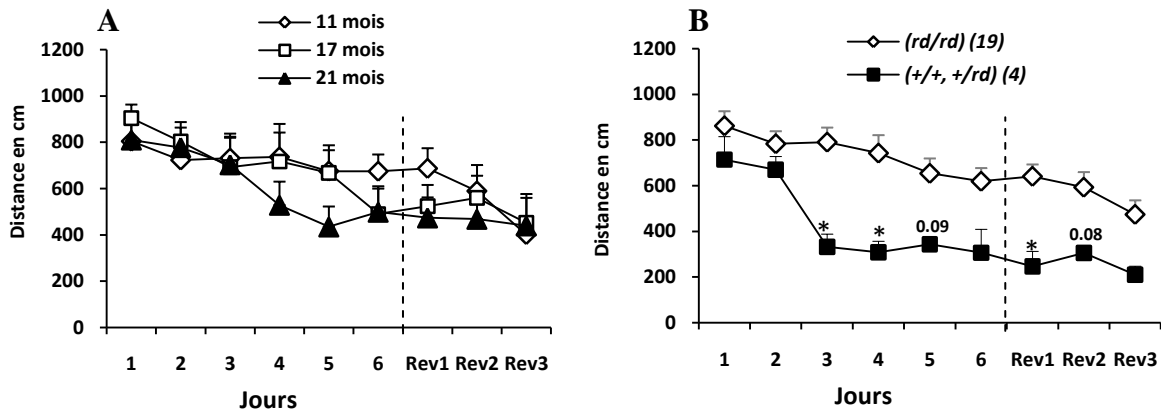 A
11 mois
17 mois
21 mois
Distance en cm
1200
1000
800
600
400
200
0
1 2 3 4 5 6 Rev1 Rev2 Rev3
Jours
B
(rd/rd) (19)
(+/+, +/rd) (4)
Distance en cm
1200
1000
800
600
400
200
0
* * 0.09 * 0.08
1 2 3 4 5 6 Rev1 Rev2 Rev3
Jours